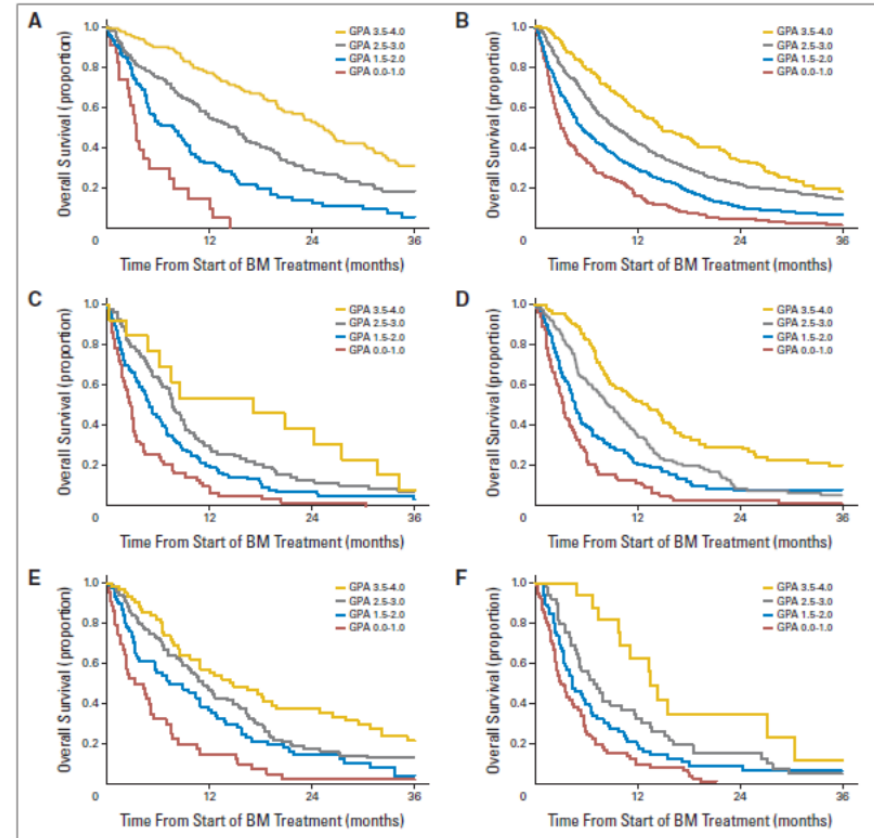 A
GPA 3.5-4.0
GPA 2.5-3.0
GPA 1.5-2.0
GPA 0.0-1.0
Overall Survival (proportion)
1.0
0.8
0.6
0.4
0.2
0
12
24
36
Time From Start of BM Treatment (months)
B
GPA 3.5-4.0
GPA 2.5-3.0
GPA 1.5-2.0
GPA 0.0-1.0
Overall Survival (proportion)
1.0
0.8
0.6
0.4
0.2
0
12
24
36
Time From Start of BM Treatment (months)
C
GPA 3.5-4.0
GPA 2.5-3.0
GPA 1.5-2.0
GPA 0.0-1.0
Overall Survival (proportion)
1.0
0.8
0.6
0.4
0.2
0
12
24
36
Time From Start of BM Treatment (months)
D
GPA 3.5-4.0
GPA 2.5-3.0
GPA 1.5-2.0
GPA 0.0-1.0
Overall Survival (proportion)
1.0
0.8
0.6
0.4
0.2
0
12
24
36
Time From Start of BM Treatment (months)
E
GPA 3.5-4.0
GPA 2.5-3.0
GPA 1.5-2.0
GPA 0.0-1.0
Overall Survival (proportion)
1.0
0.8
0.6
0.4
0.2
0
12
24
36
Time From Start of BM Treatment (months)
F
GPA 3.5-4.0
GPA 2.5-3.0
GPA 1.5-2.0
GPA 0.0-1.0
Overall Survival (proportion)
1.0
0.8
0.6
0.4
0.2
0
12
24
36
Time From Start of BM Treatment (months)